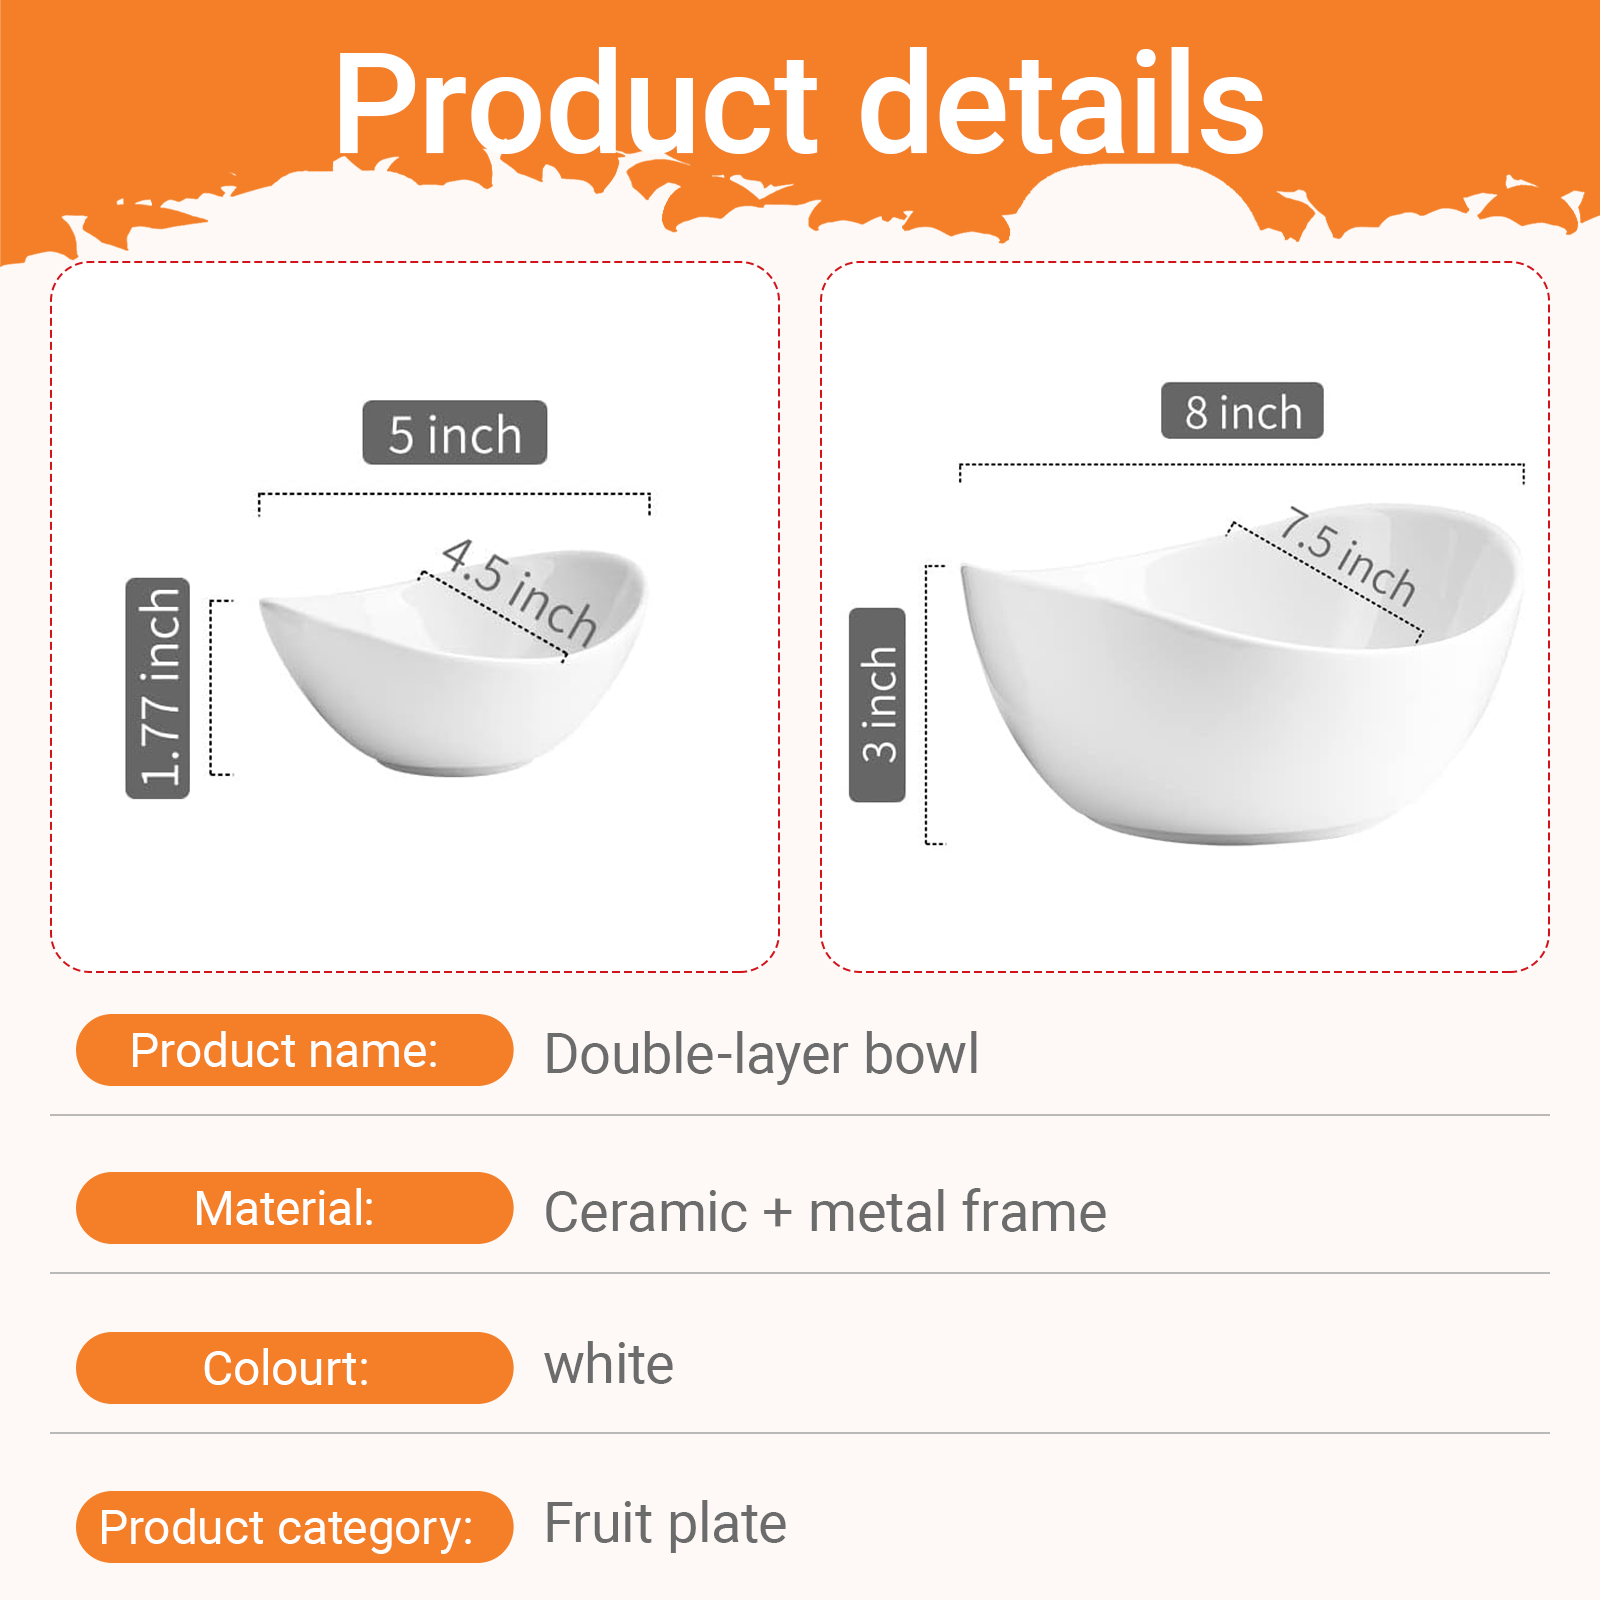 Product details
5 inch
4.5 inch
1.77 inch
8 inch
7.5 inch
3 inch
Product name: Double-layer bowl
Material: Ceramic + metal frame
Colourt: white
Product category: Fruit plate